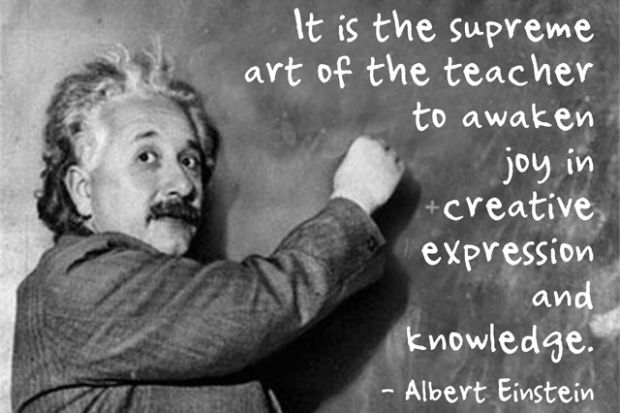 It is the supreme
art of the teacher
to awaken
joy in
creative
expression
and
knowledge.
- Albert Einstein